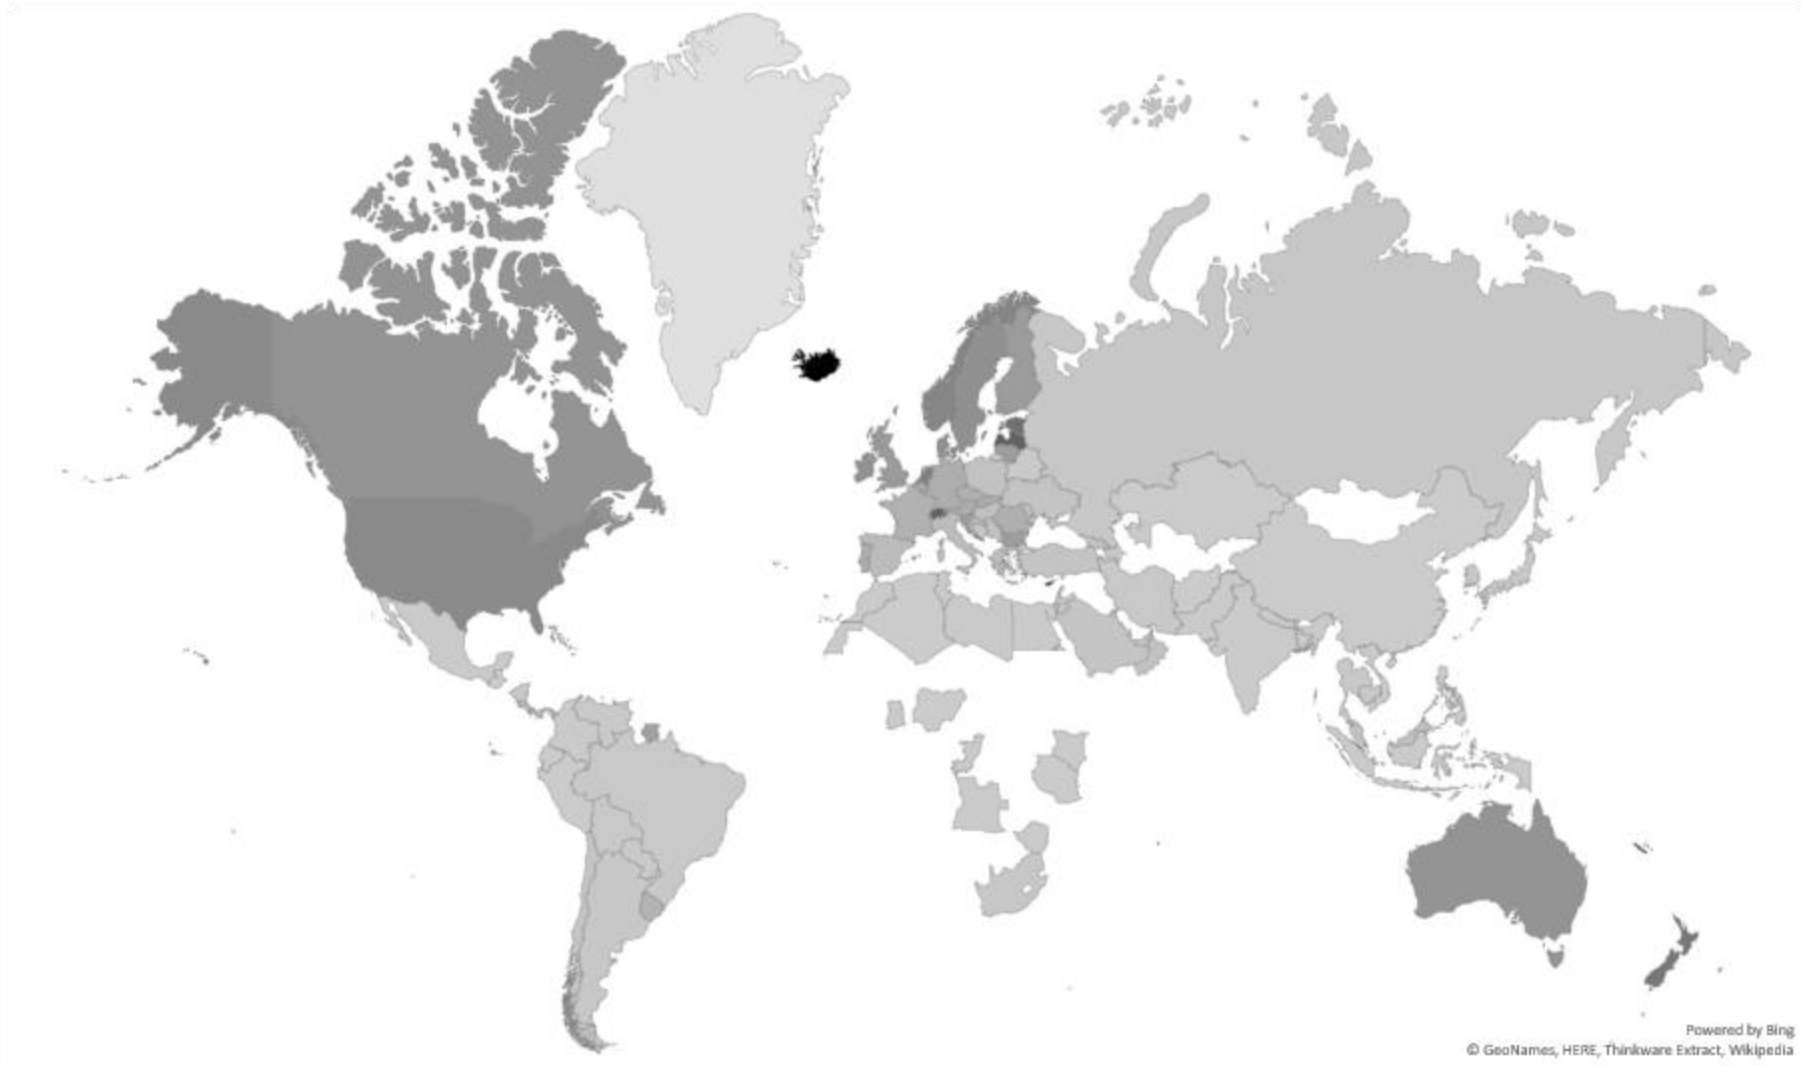 Powered by Bing
© GeoNames, HERE, Thinkware Extract, Wikipedia